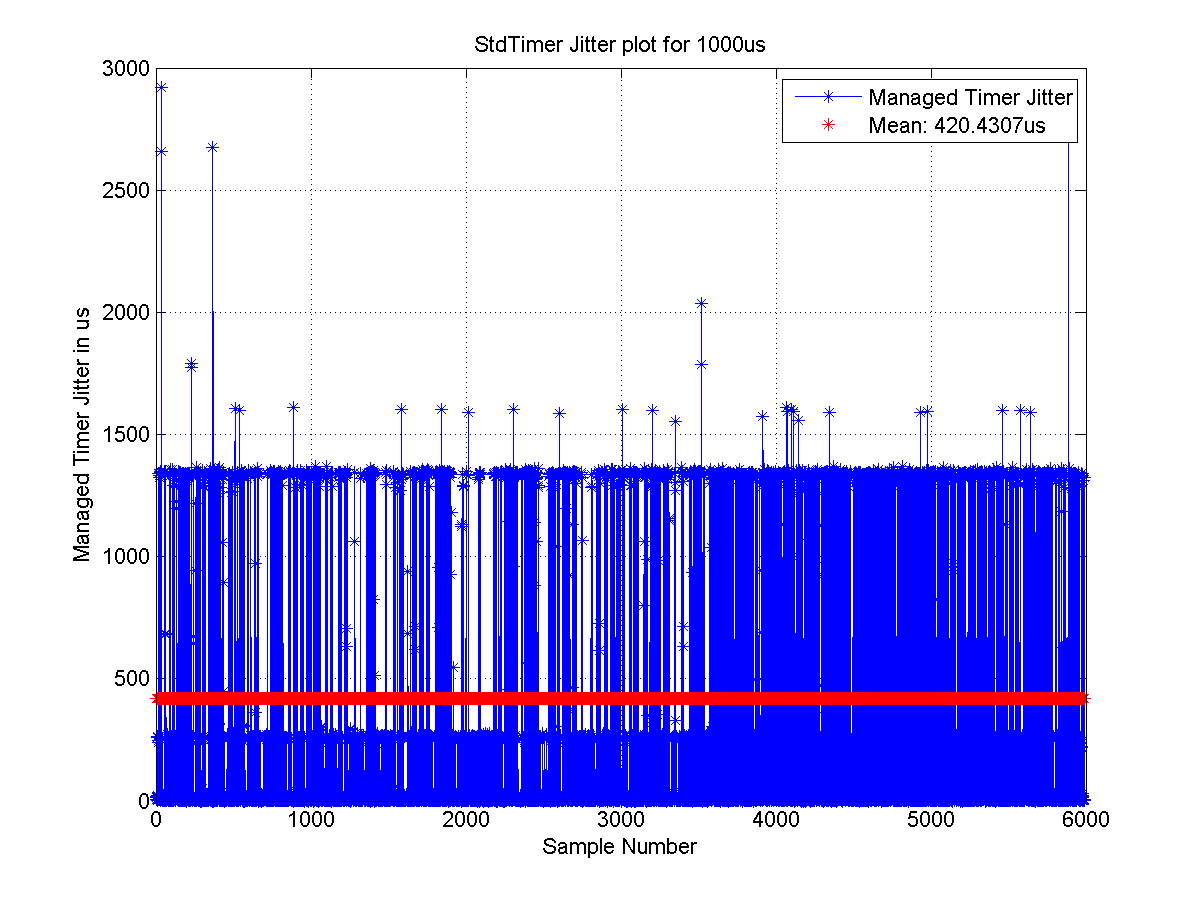 StdTimer Jitter plot for 1000us
3000
2500
2000
1500
1000
500
0
Managed Timer Jitter in us
Managed Timer Jitter
Mean: 420.4307us
0 1000 2000 3000 4000 5000 6000
Sample Number